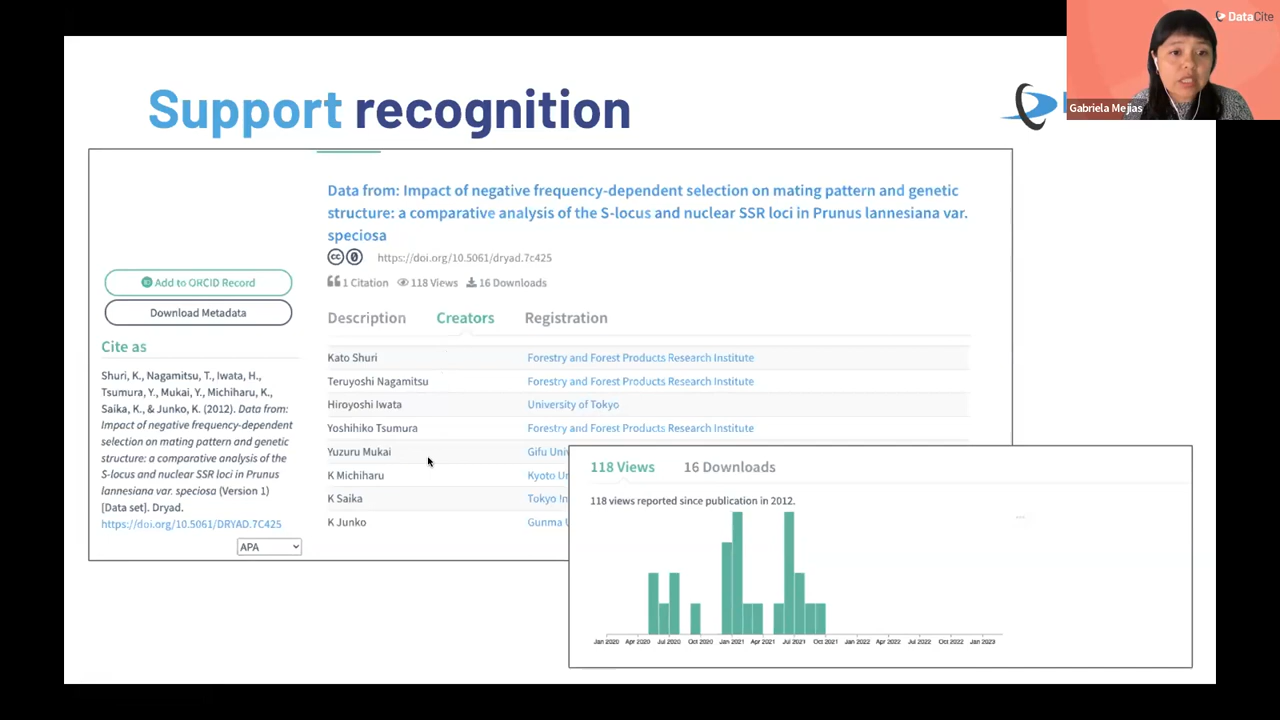 DataCite
Gabriela Mejías
Support recognition
Data from: Impact of negative frequency-dependent selection on mating pattern and genetic
structure: a comparative analysis of the S-locus and nuclear SSR loci in Prunus lannesiana var.
speciosa
https://doi.org/10.5061/dryad.7c425
1 Citation 118 Views 16 Downloads
Add to ORCID Record
Download Metadata
Description Creators Registration
Cite as
Shuri, K., Nagamitsu, T., Iwata, H.,
Tsumura, Y., Mukai, Y., Michiharu, K.,
Saika, K., & Junko, K. (2012). Data from:
Impact of negative frequency-dependent
selection on mating pattern and genetic
structure: a comparative analysis of the
S-locus and nuclear SSR loci in Prunus
lannesiana var. speciosa (Version 1)
[Data set]. Dryad.
https://doi.org/10.5061/DRYAD.7C425
APA
Kato Shuri Forestry and Forest Products Research Institute
Teruyoshi Nagamitsu Forestry and Forest Products Research Institute
Hiroyoshi Iwata University of Tokyo
Yoshihiko Tsumura Forestry and Forest Products Research Institute
Yuzuru Mukai Gifu
K Michiharu Kyoto
K Saika Tokyo
K Junko Gunma
118 Views 16 Downloads
118 views reported since publication in 2012.
Jan 2020 Apr 2020 Jul 2020 Oct 2020 Jan 2021 Apr 2021 Jul 2021 Oct 2021 Jan 2022 Apr 2022 Jul 2022 Oct 2022 Jan 2023